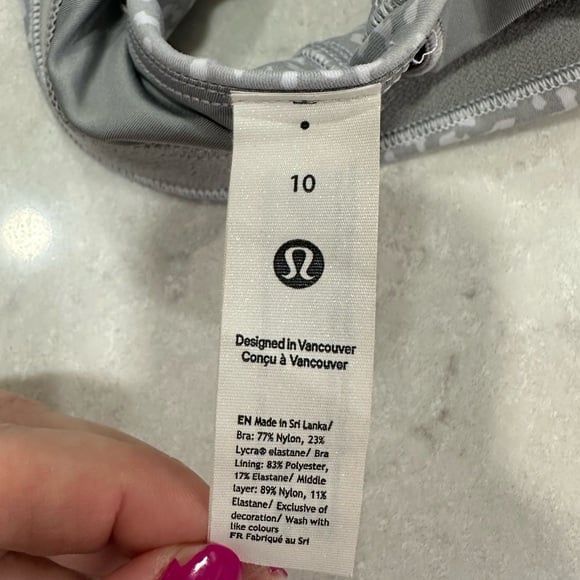 10
Designed in Vancouver
Conçu à Vancouver
EN Made in Sri Lanka/
Bra: 77% Nylon, 23%
Lycra® elastane/ Bra
Lining: 83% Polyester,
17% Elastane/ Middle
layer: 89% Nylon, 11%
Elastane/ Exclusive of
decoration/ Wash with
like colours
FR Fabriqué au Sri